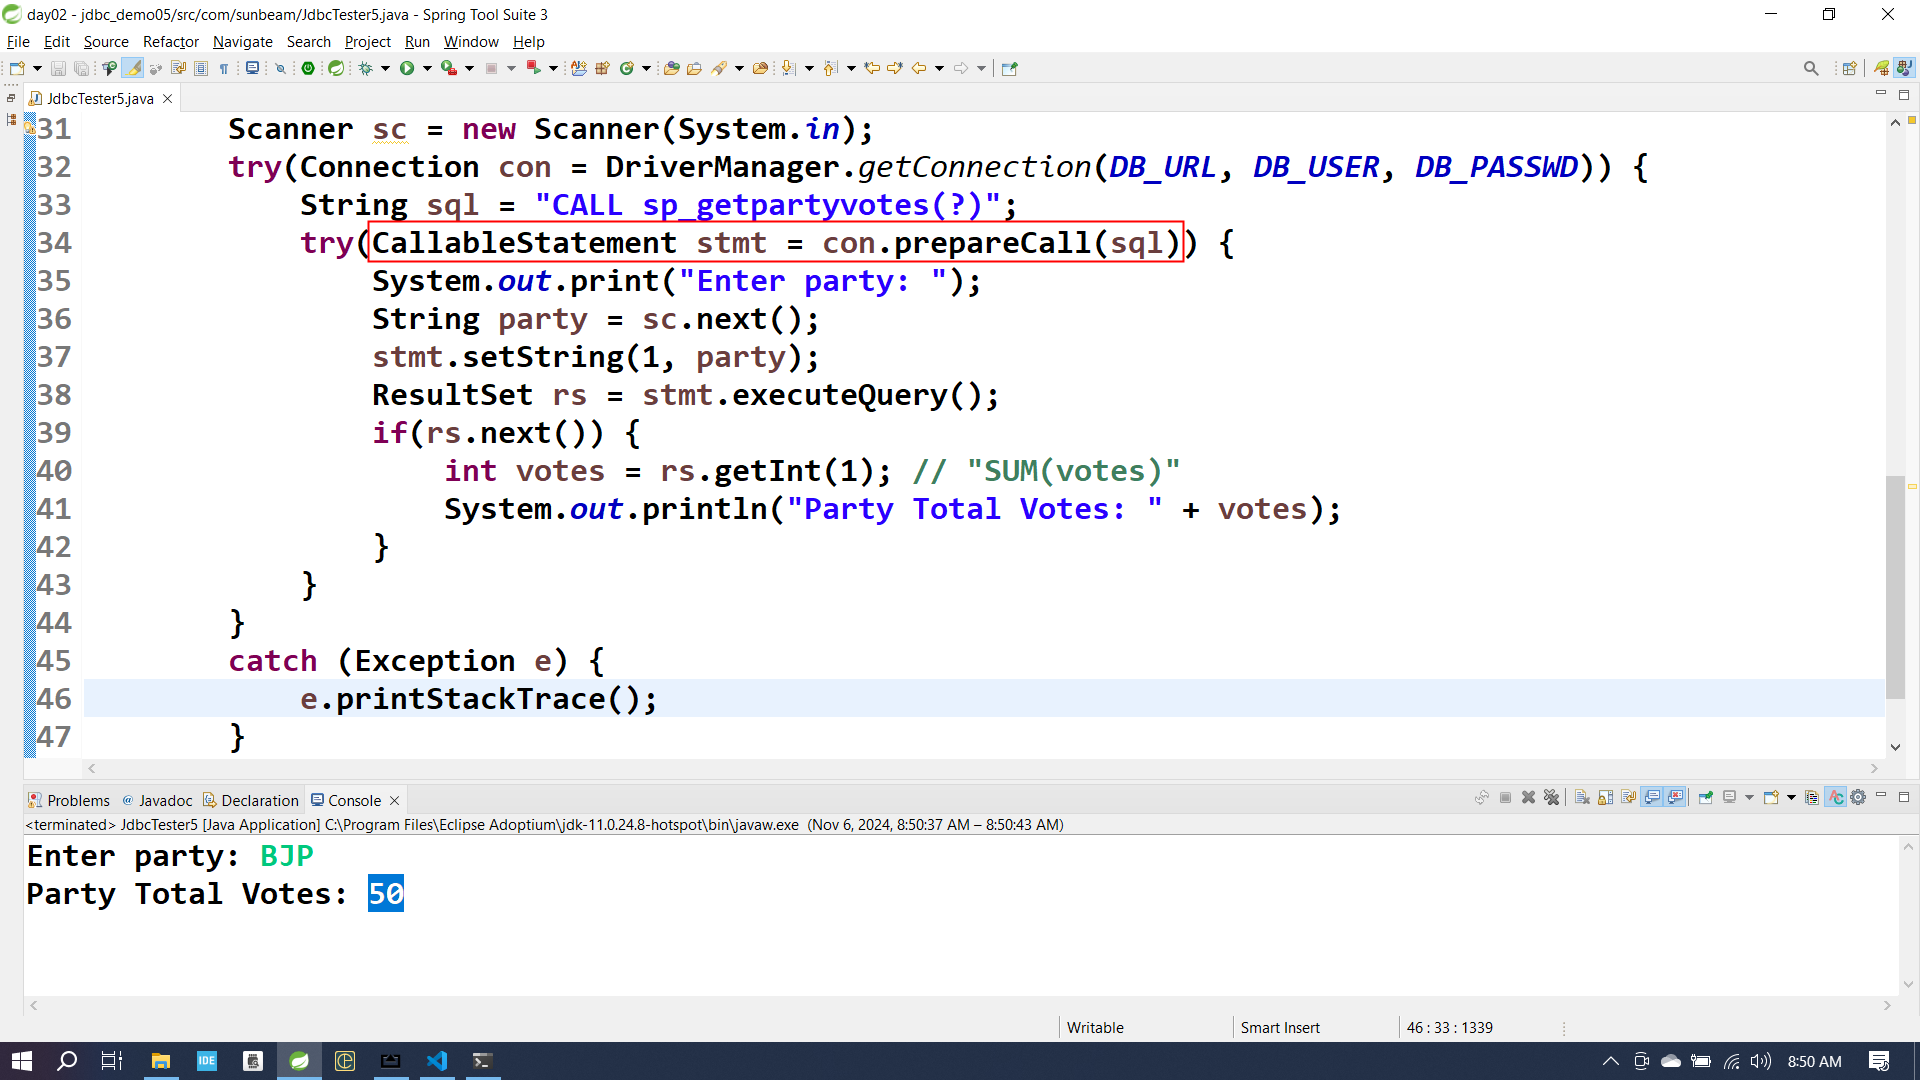 day02 - jdbc_demo05/src/com/sunbeam/JdbcTester5.java - Spring Tool Suite 3
File Edit Source Refactor Navigate Search Project Run Window Help
JdbcTester5.java
31 Scanner sc = new Scanner(System.in);
32 try(Connection con = DriverManager.getConnection(DB_URL, DB_USER, DB_PASSWD)) {
33 String sql = "CALL sp_getpartyvotes(?)";
34 try(CallableStatement stmt = con.prepareCall(sql)) {
35 System.out.print("Enter party: ");
36 String party = sc.next();
37 stmt.setString(1, party);
38 ResultSet rs = stmt.executeQuery();
39 if(rs.next()) {
40 int votes = rs.getInt(1); // "SUM(votes)"
41 System.out.println("Party Total Votes: " + votes);
42 }
43 }
44 }
45 catch (Exception e) {
46 e.printStackTrace();
47 }
Problems @ Javadoc Declaration Console
<terminated> JdbcTester5 [Java Application] C:\Program Files\Eclipse Adoptium\jdk-11.0.24.8-hotspot\bin\javaw.exe (Nov 6, 2024, 8:50:37 AM – 8:50:43 AM)
Enter party: BJP
Party Total Votes: 50
Writable Smart Insert 46 : 33 : 1339
IDE
8:50 AM